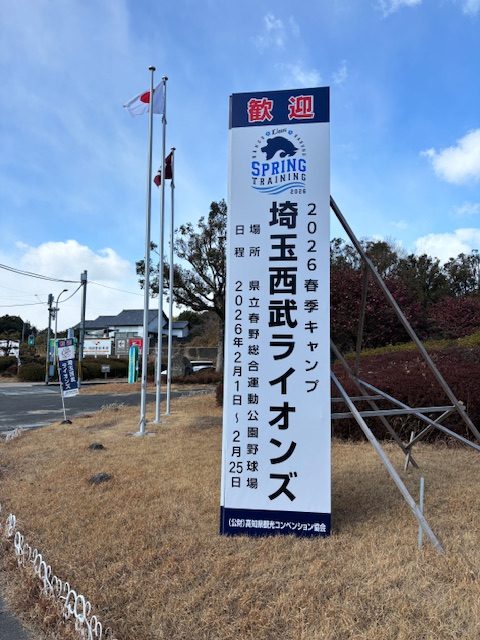 歓迎
Lions
SPRING
TRAINING
2026
2026春季キャンプ
埼玉西武ライオンズ
場所 県立春野総合運動公園野球場
日程 2026年2月1日～2月25日
(公財)高知県観光コンベンション協会